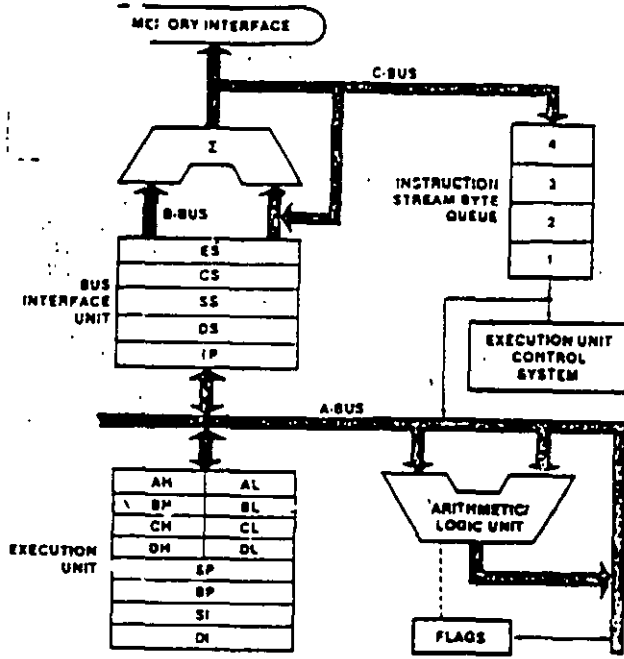 MEMORY INTERFACE
C-BUS
Σ
4
3
2
1
INSTRUCTION
STREAM BYTE
QUEUE
B-BUS
ES
CS
SS
DS
IP
BUS
INTERFACE
UNIT
EXECUTION UNIT
CONTROL
SYSTEM
A-BUS
AH AL
BH BL
CH CL
DH DL
SP
BP
SI
DI
EXECUTION
UNIT
ARITHMETIC/
LOGIC UNIT
FLAGS